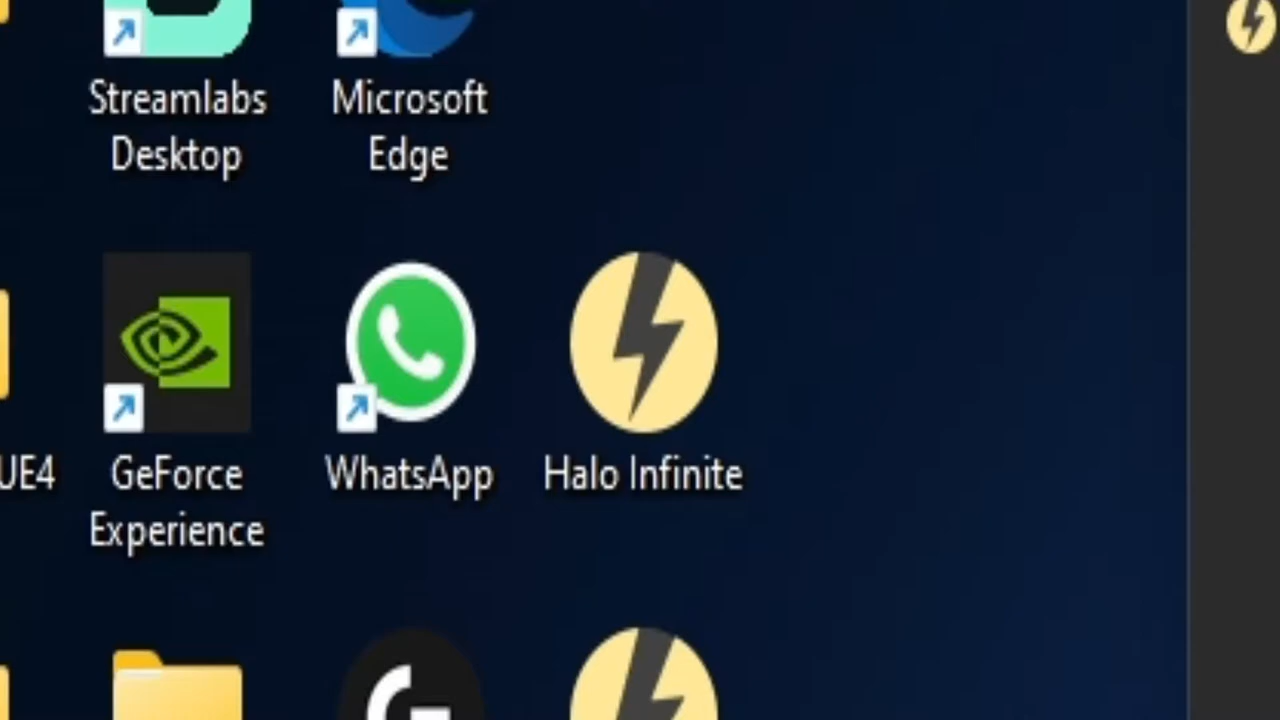 Streamlabs
Desktop
Microsoft
Edge
UE4
GeForce
Experience
WhatsApp
Halo Infinite